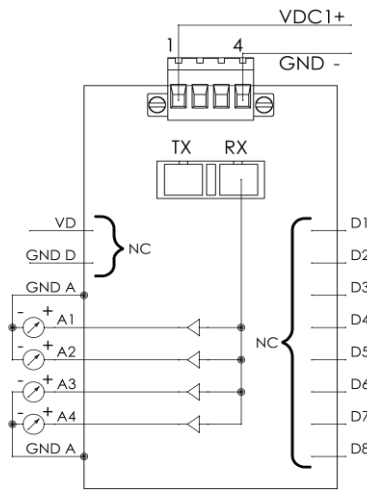 VDC1+
1 4
GND -
TX RX
VD
NC
GND D
GND A
- + A1
- + A2
- + A3
- + A4
GND A
NC
D1
D2
D3
D4
D5
D6
D7
D8